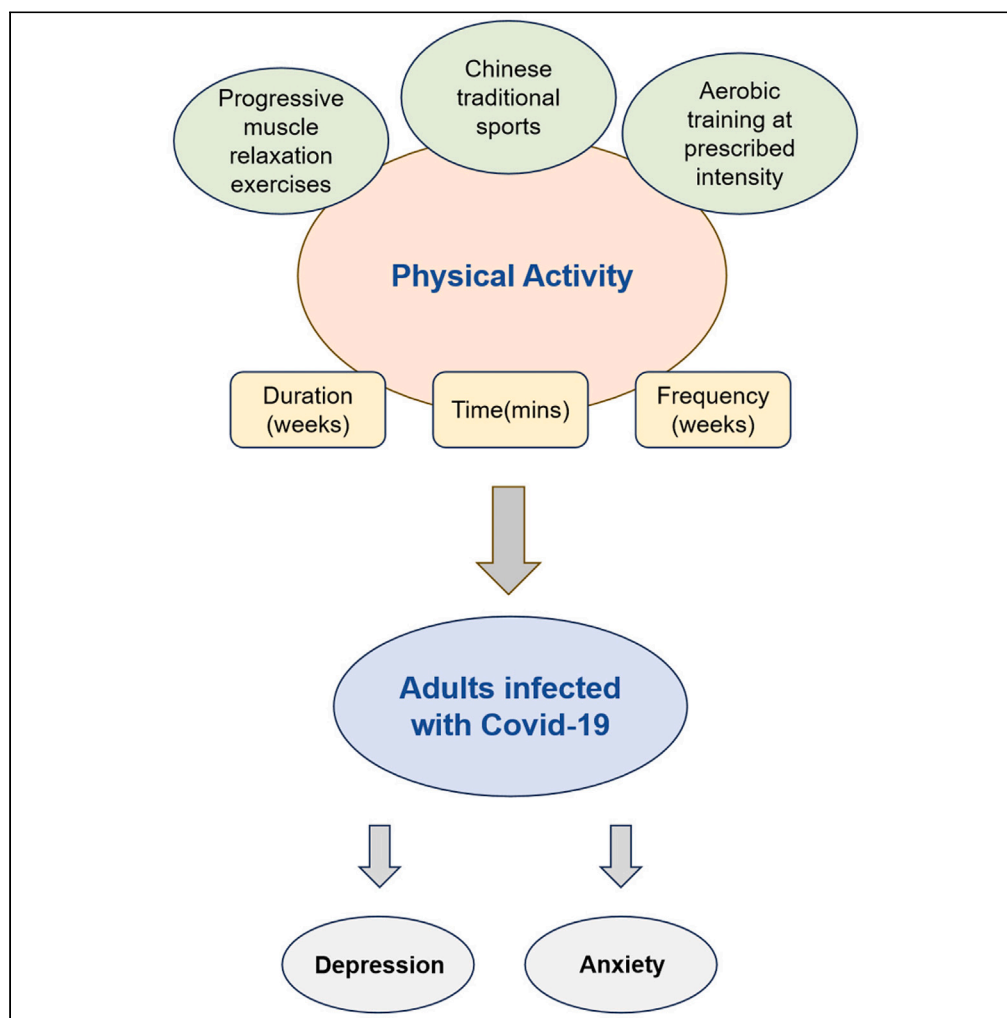 Progressive
muscle
relaxation
exercises
Chinese
traditional
sports
Aerobic
training at
prescribed
intensity
Physical Activity
Duration
(weeks)
Time(mins)
Frequency
(weeks)
Adults infected
with Covid-19
Depression
Anxiety